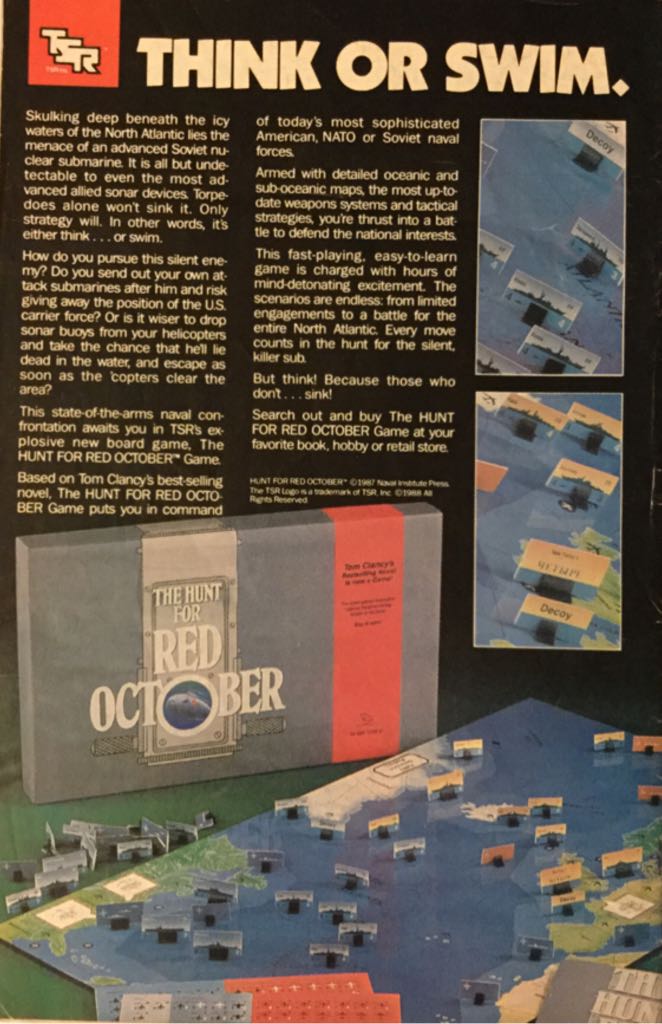 TSR
THINK OR SWIM.
Skulking deep beneath the icy
waters of the North Atlantic lies the
menace of an advanced Soviet nu-
clear submarine. It is all but unde-
tectable to even the most ad-
vanced allied sonar devices. Torpe-
does alone won't sink it. Only
strategy will. In other words, it's
either think . . . or swim.
How do you pursue this silent ene-
my? Do you send out your own at-
tack submarines after him and risk
giving away the position of the U.S.
carrier force? Or is it wiser to drop
sonar buoys from your helicopters
and take the chance that he'll lie
dead in the water, and escape as
soon as the 'copters clear the
area?
This state-of-the-arms naval con-
frontation awaits you in TSR's ex-
plosive new board game, The
HUNT FOR RED OCTOBER™ Game.
Based on Tom Clancy's best-selling
novel, The HUNT FOR RED OCTO-
BER Game puts you in command
of today's most sophisticated
American, NATO or Soviet naval
forces.
Armed with detailed oceanic and
sub-oceanic maps, the most up-to-
date weapons systems and tactical
strategies, you're thrust into a bat-
tle to defend the national interests.
This fast-playing, easy-to-learn
game is charged with hours of
mind-detonating excitement. The
scenarios are endless: from limited
engagements to a battle for the
entire North Atlantic. Every move
counts in the hunt for the silent,
killer sub.
But think! Because those who
don't . . . sink!
Search out and buy The HUNT
FOR RED OCTOBER Game at your
favorite book, hobby or retail store.
HUNT FOR RED OCTOBER™ ©1987 Naval Institute Press.
The TSR Logo is a trademark of TSR, Inc. ©1988 All
Rights Reserved.
Decoy
Decoy
THE HUNT
FOR
RED
OCTOBER
Tom Clancy's
Bestselling Novel
is now a Game!
Decoy